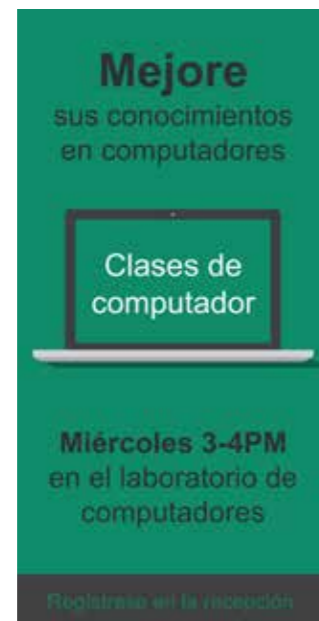 Mejore
sus conocimientos
en computadores
Clases de
computador
Miércoles 3-4PM
en el laboratorio de
computadores
Regístrese en la recepción